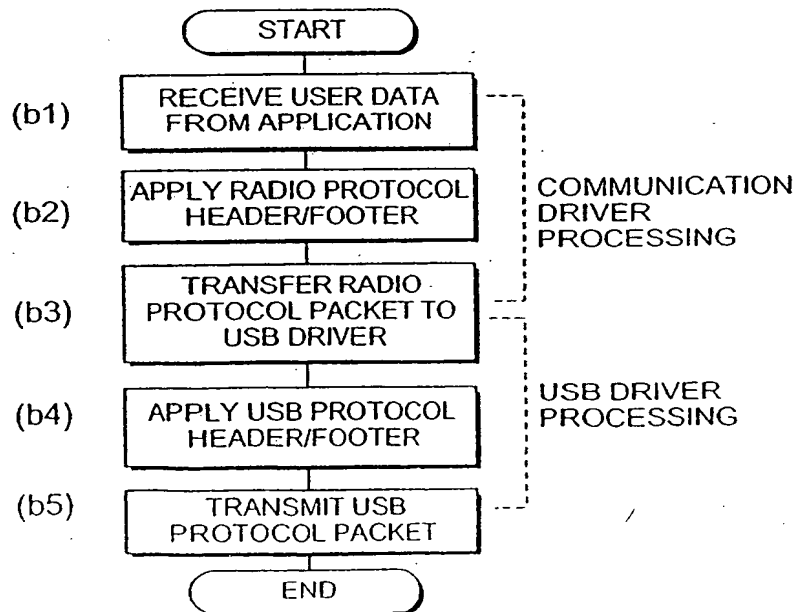 START
(b1)
RECEIVE USER DATA
FROM APPLICATION
(b2)
APPLY RADIO PROTOCOL
HEADER/FOOTER
COMMUNICATION
DRIVER
PROCESSING
(b3)
TRANSFER RADIO
PROTOCOL PACKET TO
USB DRIVER
(b4)
APPLY USB PROTOCOL
HEADER/FOOTER
USB DRIVER
PROCESSING
(b5)
TRANSMIT USB
PROTOCOL PACKET
END